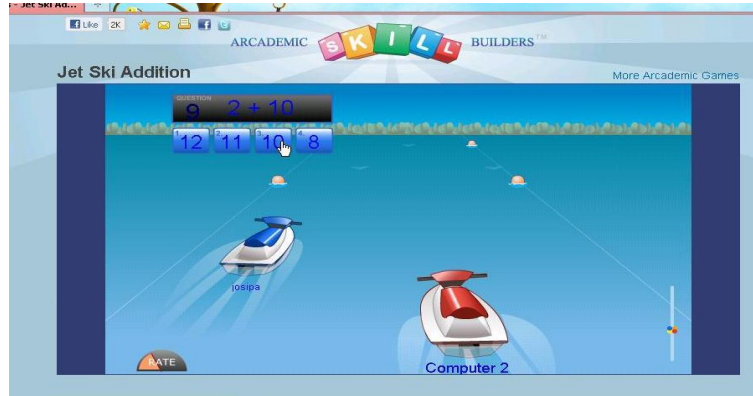 - Jet Ski Ad...
Like 2K
ARCADEMIC SKILL BUILDERS TM
Jet Ski Addition
More Arcademic Games
QUESTION
9 2 + 10
1 12 2 11 3 10 4 8
josipa
RATE
Computer 2